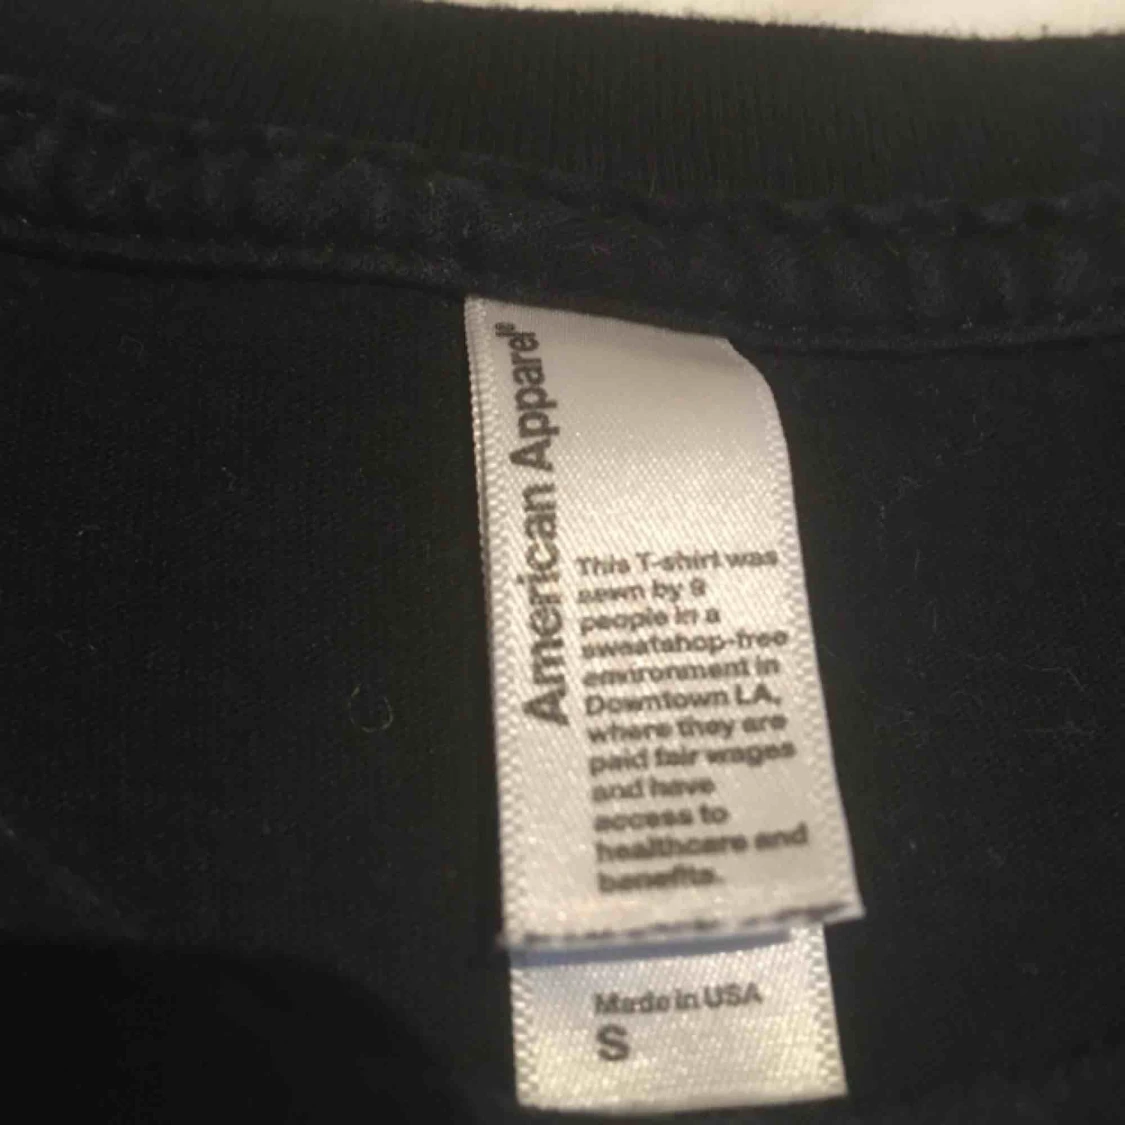 American Apparel®
This T-shirt was
sewn by 9
people in a
sweatshop-free
environment in
Downtown LA,
where they are
paid fair wages
and have
access to
healthcare and
benefits.
Made in USA
S